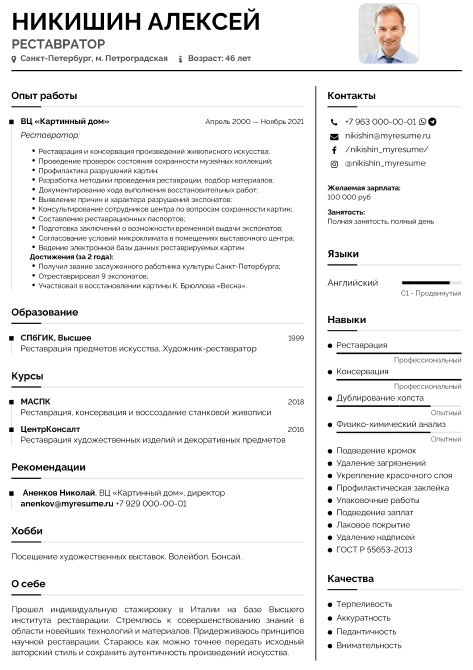 НИКИШИН АЛЕКСЕЙ
РЕСТАВРАТОР
Санкт-Петербург, м. Петроградская Возраст: 46 лет
Опыт работы
ВЦ «Картинный дом» Апрель 2000 — Ноябрь 2021
Реставратор:
Реставрация и консервация произведений живописного искусства;
Проведение проверок состояния сохранности музейных коллекций;
Профилактика разрушений картин;
Разработка методики проведения реставрации, подбор материалов;
Документирование хода выполнения восстановительных работ;
Выявление причин и характера разрушений экспонатов;
Консультирование сотрудников центра по вопросам сохранности картин;
Составление реставрационных паспортов;
Подготовка заключений о возможности временной выдачи экспонатов;
Согласование условий микроклимата в помещениях выставочного центра;
Ведение электронной базы данных реставрируемых картин.
Достижения (за 2 года):
Получил звание заслуженного работника культуры Санкт-Петербурга;
Отреставрировал 9 экспонатов;
Участвовал в восстановлении картины К. Брюллова «Весна».
Образование
СПбГИК, Высшее 1999
Реставрация предметов искусства, Художник-реставратор
Курсы
МАСПК 2018
Реставрация, консервация и воссоздание станковой живописи
ЦентрКонсалт 2016
Реставрация художественных изделий и декоративных предметов
Рекомендации
Аненков Николай, ВЦ «Картинный дом», директор
anenkov@myresume.ru +7 929 000-00-01
Хобби
Посещение художественных выставок. Волейбол. Бонсай.
О себе
Прошел индивидуальную стажировку в Италии на базе Высшего
института реставрации. Стремлюсь к совершенствованию знаний в
области новейших технологий и материалов. Придерживаюсь принципов
научной реставрации. Стараюсь как можно точнее передать исходный
авторский стиль и сохранить аутентичность произведений искусства.
Контакты
+7 963 000-00-01
nikishin@myresume.ru
/nikishin_myresume/
@nikishin_myresume
Желаемая зарплата:
100 000 руб
Занятость:
Полная занятость, полный день
Языки
Английский
C1 - Продвинутый
Навыки
Реставрация
Профессиональный
Консервация
Профессиональный
Дублирование холста
Опытный
Физико-химический анализ
Опытный
Подведение кромок
Удаление загрязнений
Укрепление красочного слоя
Профилактическая заклейка
Упаковочные работы
Подведение заплат
Лаковое покрытие
Удаление надписей
ГОСТ Р 55653-2013
Качества
Терпеливость
Аккуратность
Педантичность
Внимательность